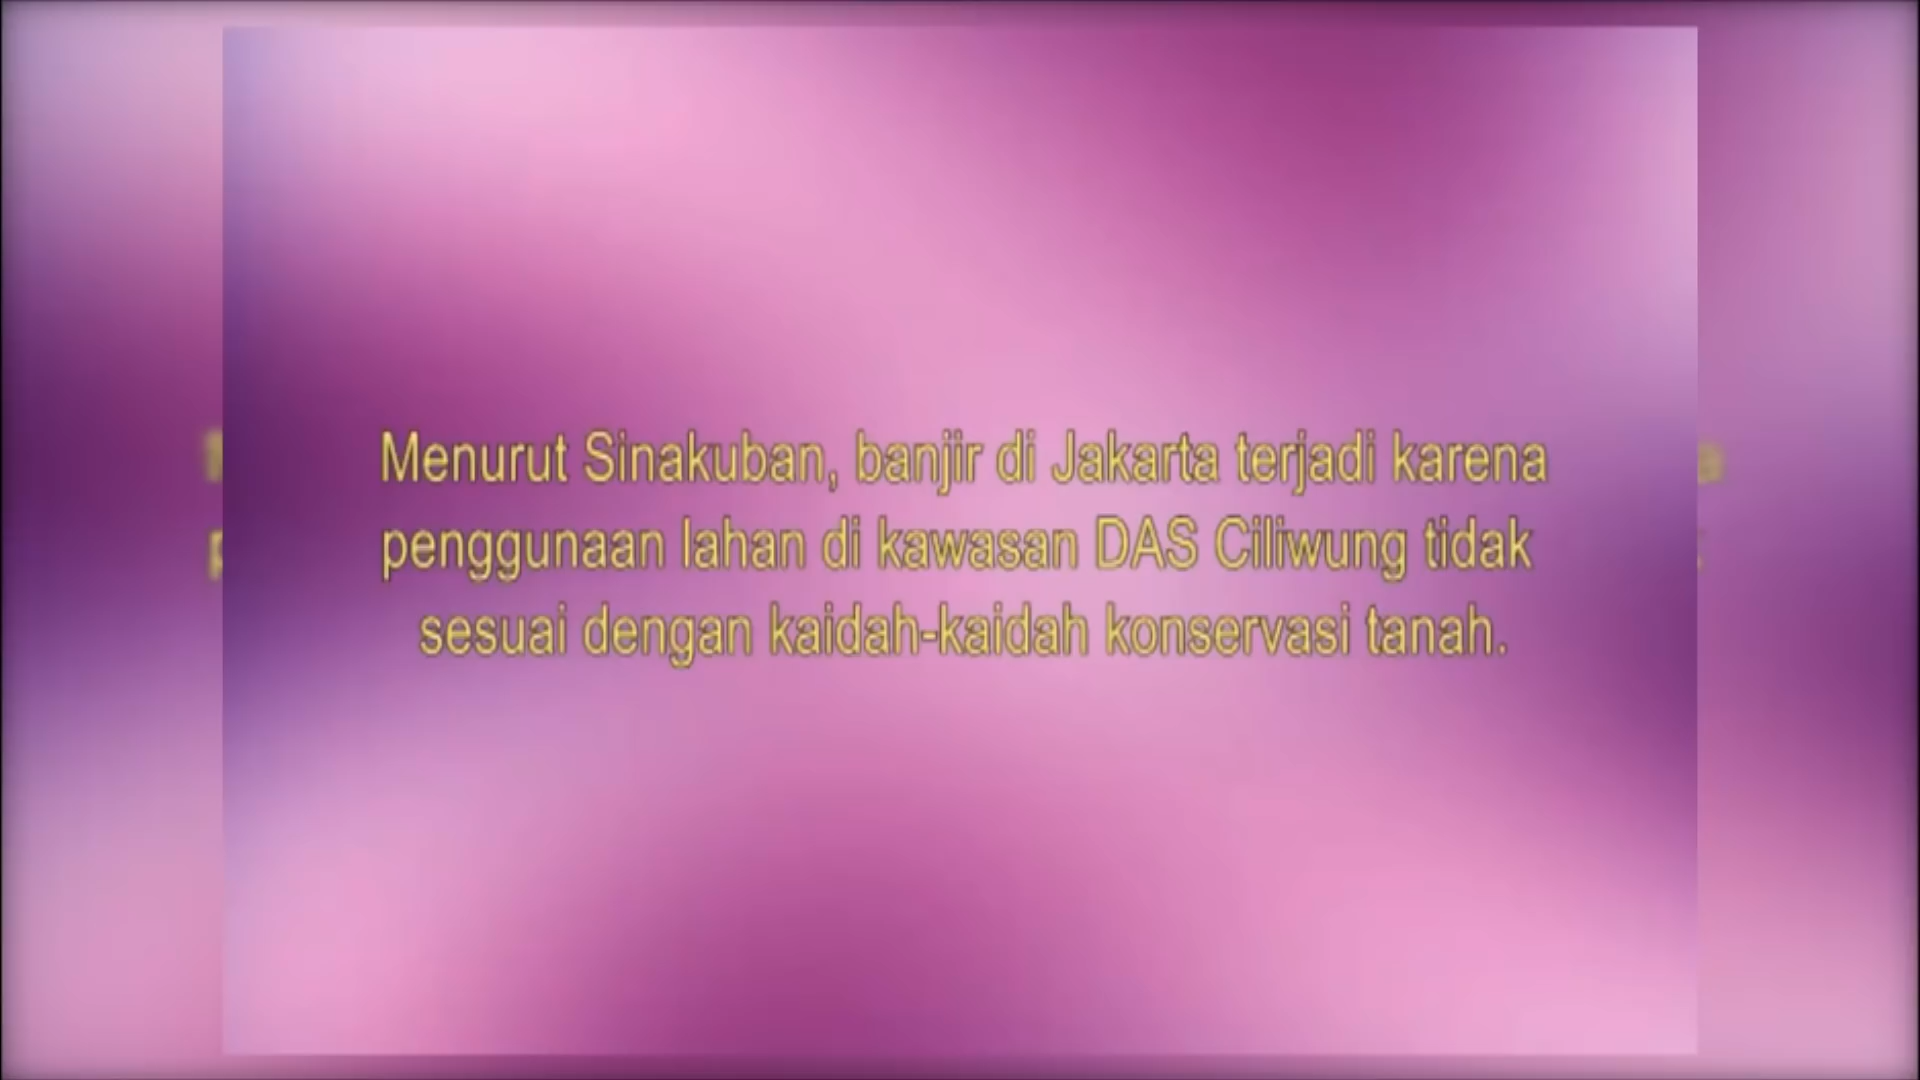 Menurut Sinakuban, banjir di Jakarta terjadi karena
penggunaan lahan di kawasan DAS Ciliwung tidak
sesuai dengan kaidah-kaidah konservasi tanah.